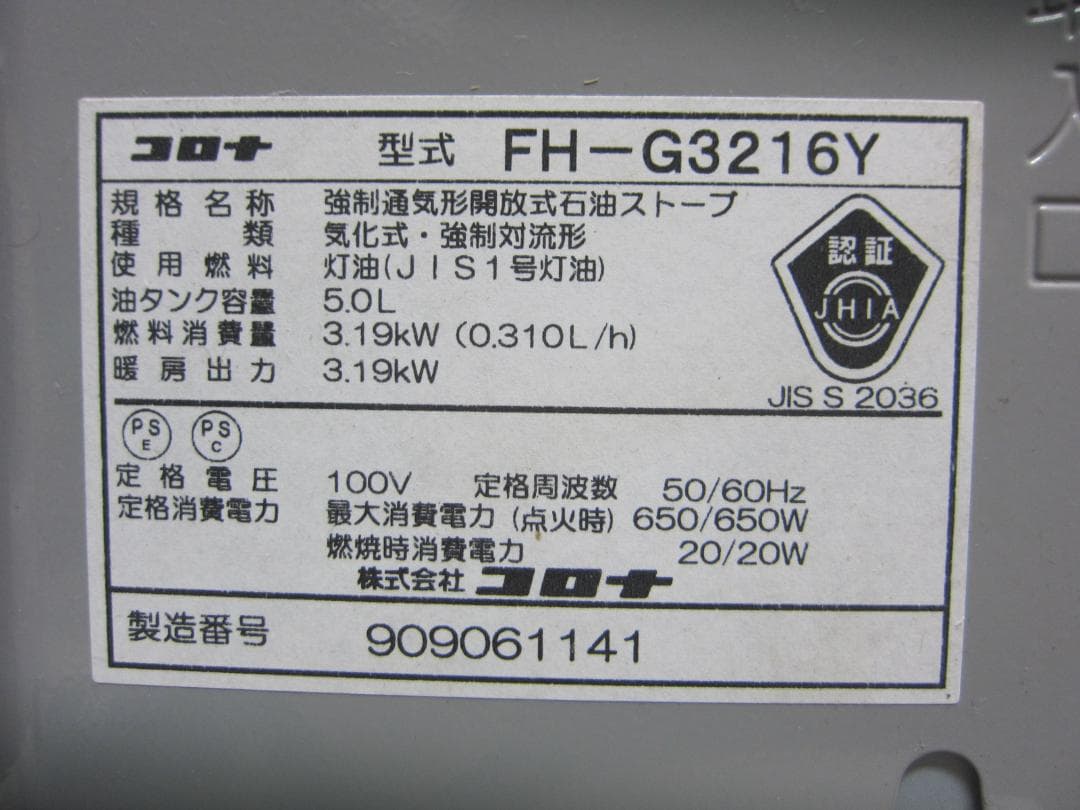 コロナ 型式 FH-G3216Y
規格名称 強制通気形開放式石油ストーブ
種類 気化式・強制対流形
使用燃料 灯油(JIS1号灯油)
油タンク容量 5.0L
燃料消費量 3.19kW (0.310L/h)
暖房出力 3.19kW
認証
JHIA
JIS S 2036
PS E PS C
定格電圧 100V 定格周波数 50/60Hz
定格消費電力 最大消費電力 (点火時) 650/650W
燃焼時消費電力 20/20W
株式会社 コロナ
製造番号 909061141